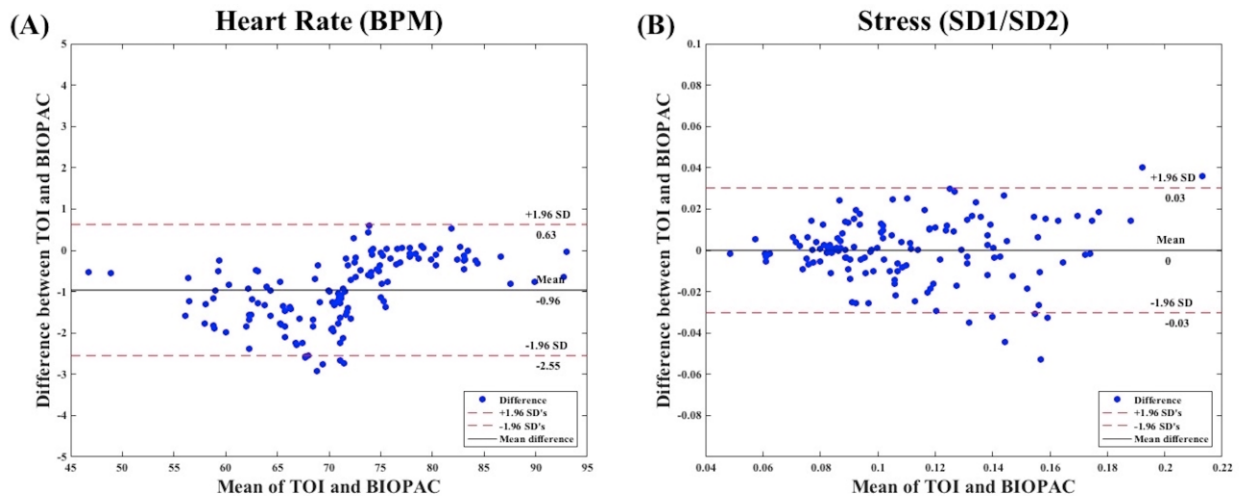 (A)
Heart Rate (BPM)
Difference between TOI and BIOPAC
5
4
3
2
1
0
-1
-2
-3
-4
-5
+1.96 SD
0.63
Mean
-0.96
-1.96 SD
-2.55
Difference
+1.96 SD's
-1.96 SD's
Mean difference
45 50 55 60 65 70 75 80 85 90 95
Mean of TOI and BIOPAC
(B)
Stress (SD1/SD2)
Difference between TOI and BIOPAC
0.1
0.08
0.06
0.04
0.02
0
-0.02
-0.04
-0.06
-0.08
+1.96 SD
0.03
Mean
0
-1.96 SD
-0.03
Difference
+1.96 SD's
-1.96 SD's
Mean difference
0.04 0.06 0.08 0.1 0.12 0.14 0.16 0.18 0.2 0.22
Mean of TOI and BIOPAC